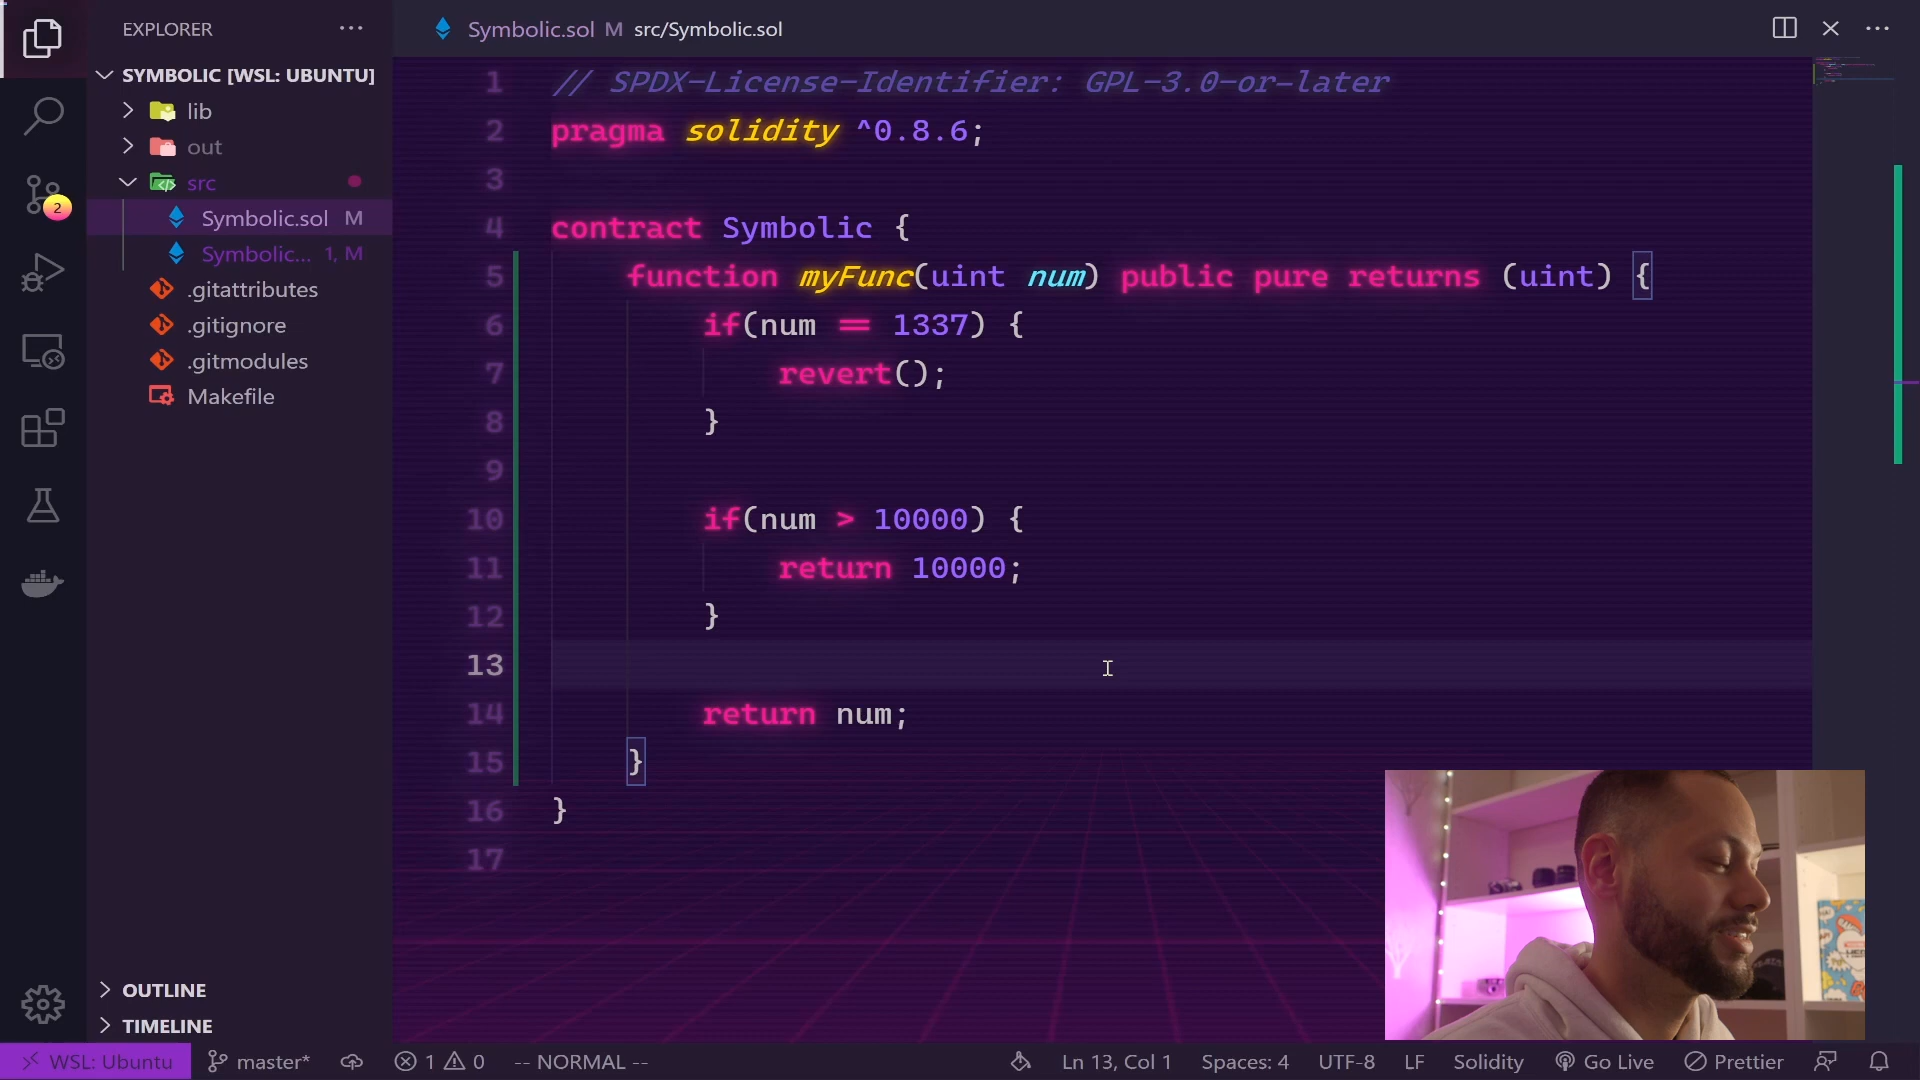 EXPLORER
SYMBOLIC [WSL: UBUNTU]
lib
out
src
Symbolic.sol M
Symbolic... 1, M
.gitattributes
.gitignore
.gitmodules
Makefile
OUTLINE
TIMELINE
Symbolic.sol M src/Symbolic.sol
1 // SPDX-License-Identifier: GPL-3.0-or-later
2 pragma solidity ^0.8.6;
3
4 contract Symbolic {
5 function myFunc(uint num) public pure returns (uint) {
6 if(num == 1337) {
7 revert();
8 }
9
10 if(num > 10000) {
11 return 10000;
12 }
13
14 return num;
15 }
16 }
17
2
WSL: Ubuntu master* 1 0 -- NORMAL -- Ln 13, Col 1 Spaces: 4 UTF-8 LF Solidity Go Live Prettier